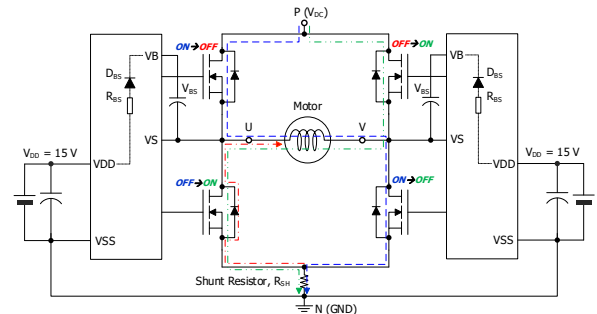 P (VDC)
ON→OFF
OFF→ON
VB
DBS
RBS
VBS
VS
VDD = 15 V
VDD
VSS
Motor
U
V
VB
DBS
RBS
VBS
VS
VDD = 15 V
VDD
VSS
OFF→ON
ON→OFF
Shunt Resistor, RSH
N (GND)